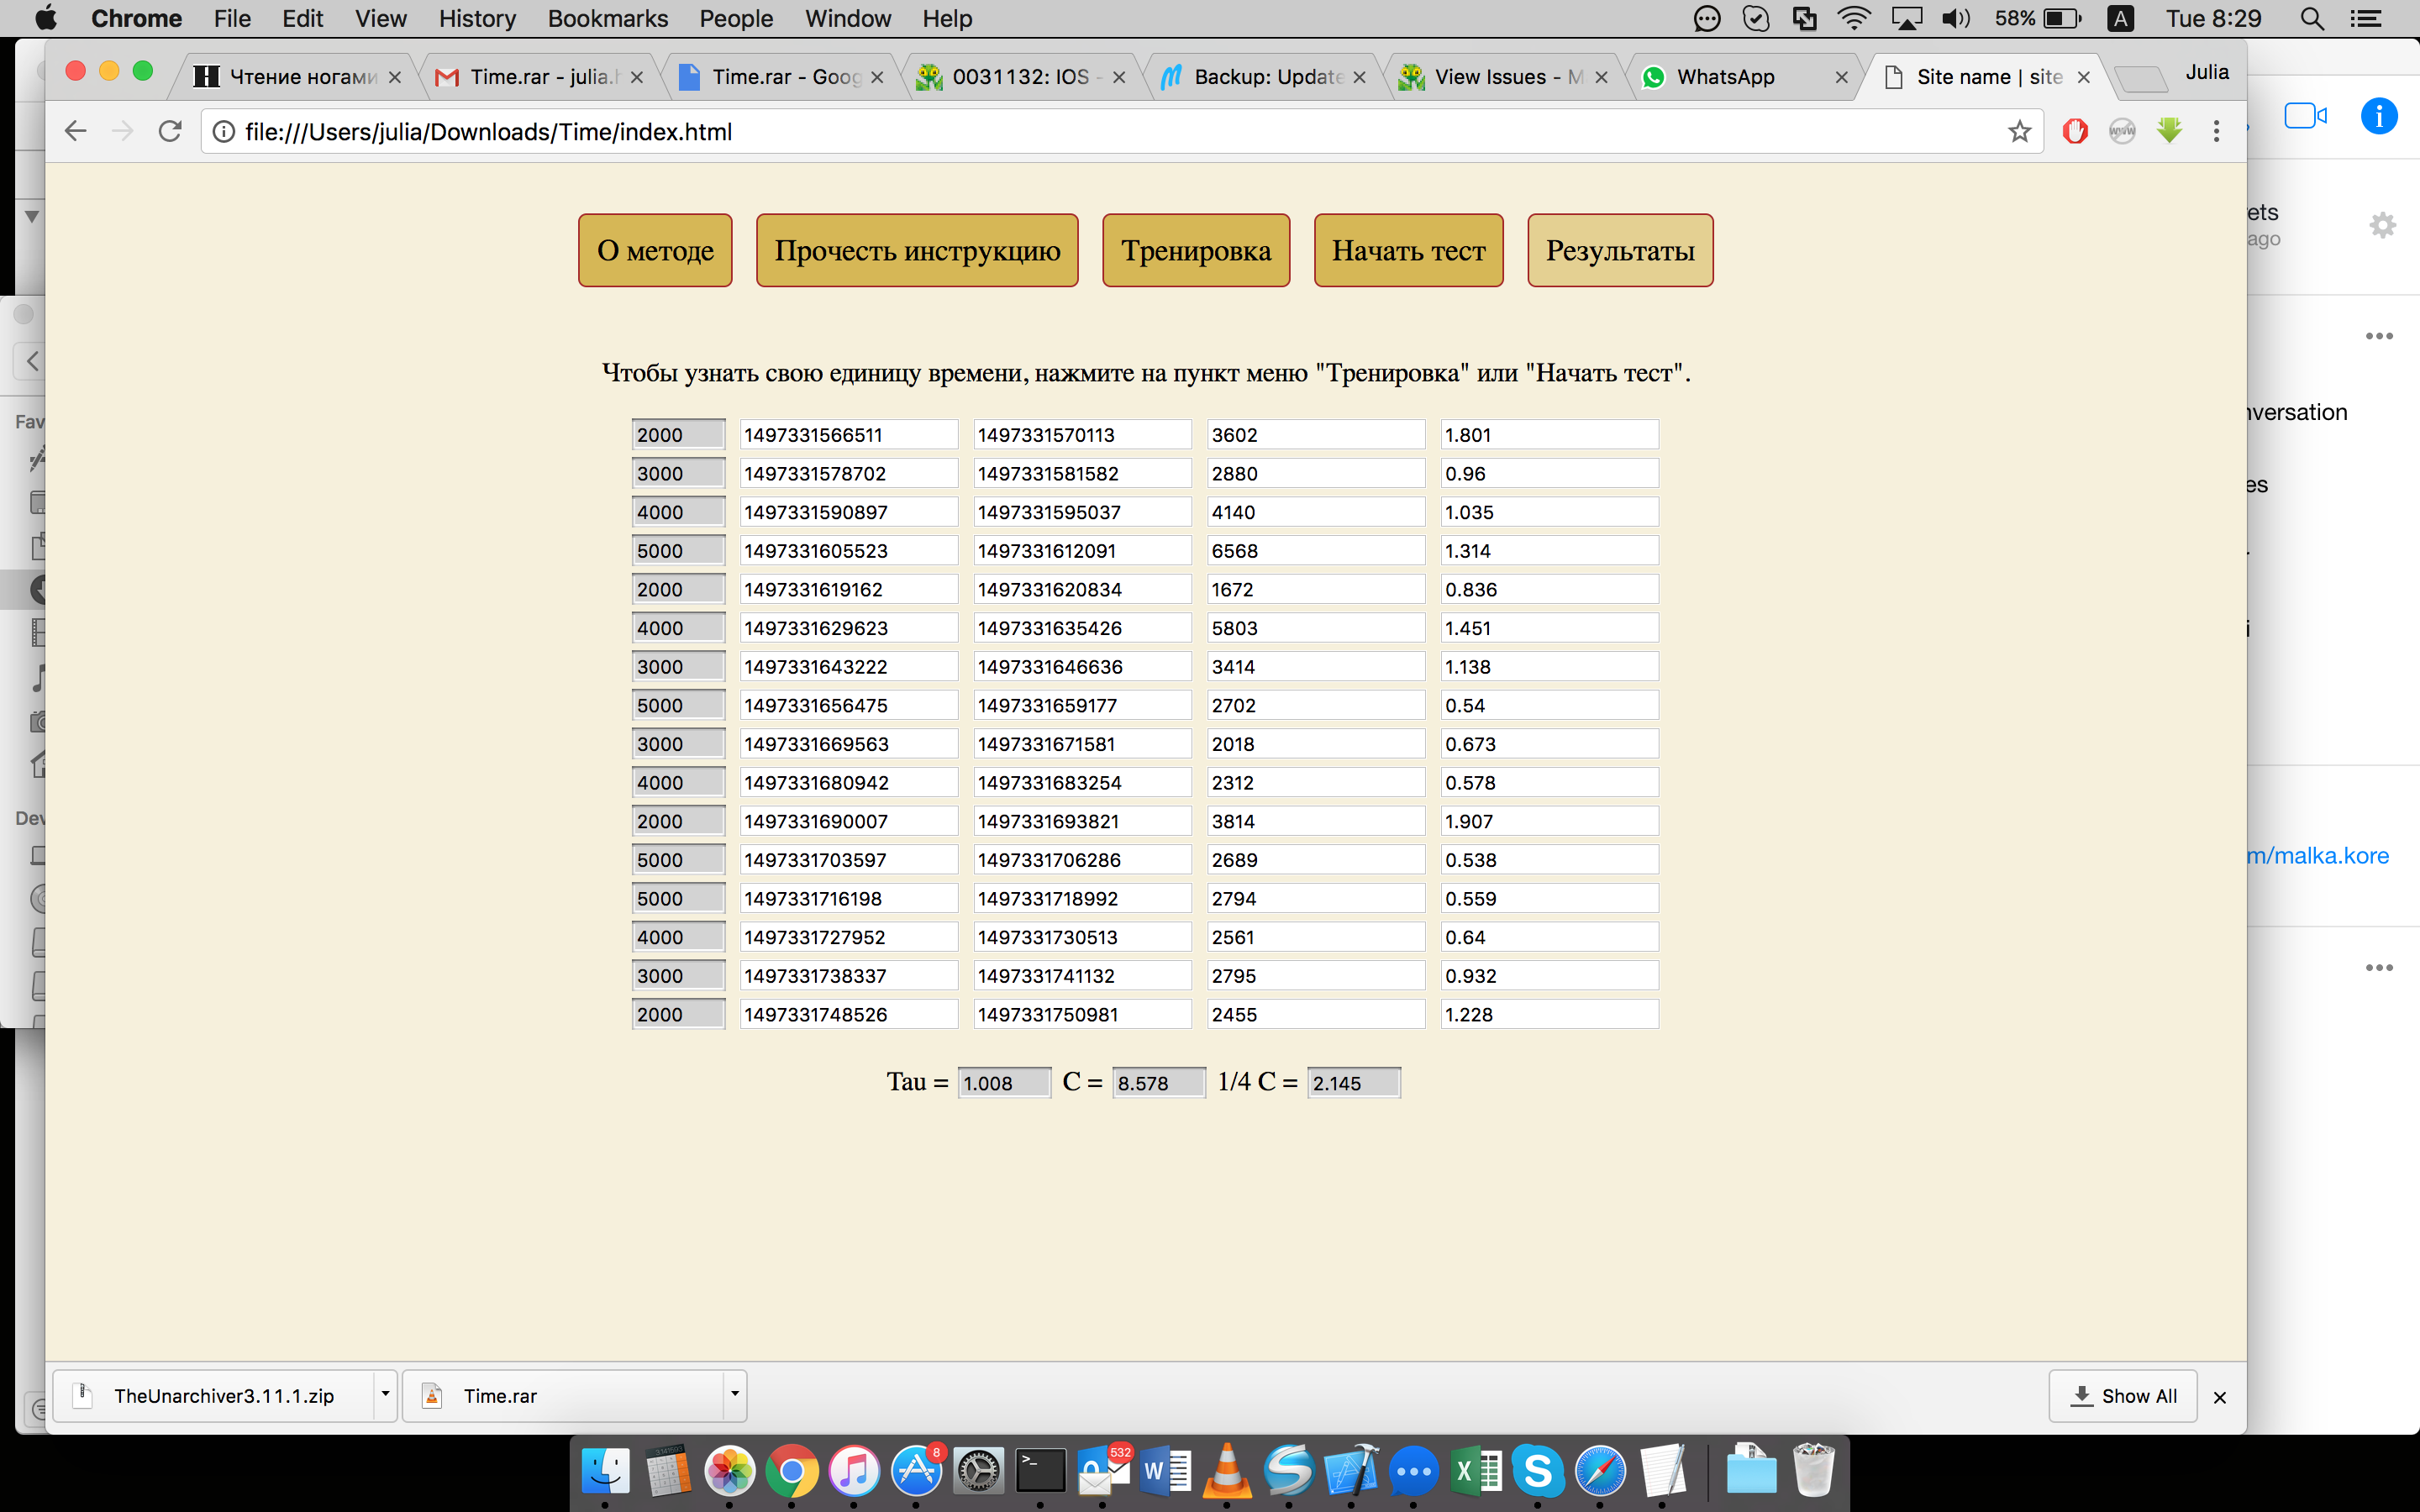 Chrome File Edit View History Bookmarks People Window Help 58% A Tue 8:29
Чтение ногами Time.rar - julia.h Time.rar - Goog 0031132: IOS - Backup: Update View Issues - M WhatsApp Site name | site Julia
file:///Users/julia/Downloads/Time/index.html
О методе Прочесть инструкцию Тренировка Начать тест Результаты
ets
ago
Чтобы узнать свою единицу времени, нажмите на пункт меню "Тренировка" или "Начать тест".
Fav
nversation
es
Dev
m/malka.kore
2000 1497331566511 1497331570113 3602 1.801
3000 1497331578702 1497331581582 2880 0.96
4000 1497331590897 1497331595037 4140 1.035
5000 1497331605523 1497331612091 6568 1.314
2000 1497331619162 1497331620834 1672 0.836
4000 1497331629623 1497331635426 5803 1.451
3000 1497331643222 1497331646636 3414 1.138
5000 1497331656475 1497331659177 2702 0.54
3000 1497331669563 1497331671581 2018 0.673
4000 1497331680942 1497331683254 2312 0.578
2000 1497331690007 1497331693821 3814 1.907
5000 1497331703597 1497331706286 2689 0.538
5000 1497331716198 1497331718992 2794 0.559
4000 1497331727952 1497331730513 2561 0.64
3000 1497331738337 1497331741132 2795 0.932
2000 1497331748526 1497331750981 2455 1.228
Tau = 1.008 C = 8.578 1/4 C = 2.145
TheUnarchiver3.11.1.zip Time.rar Show All
8 532